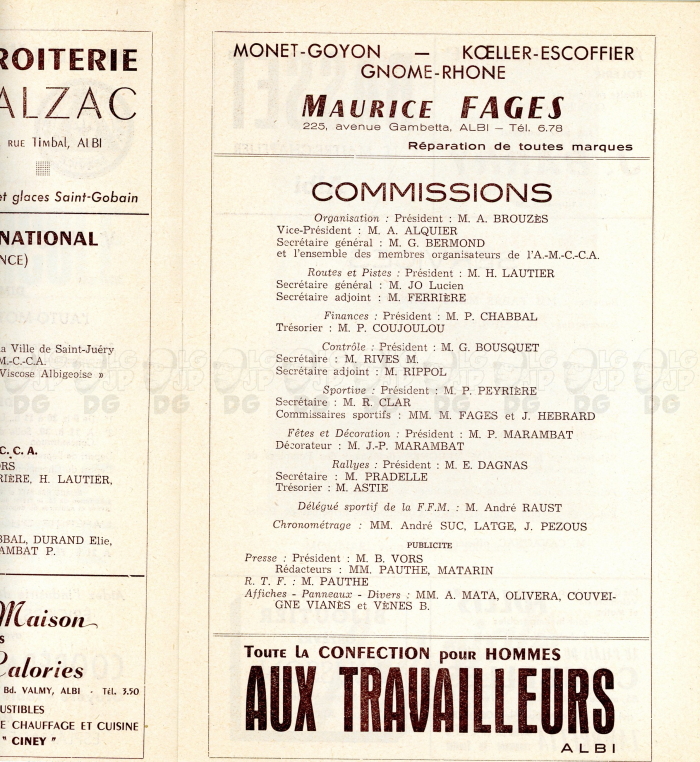 ROITERIE
ALZAC
RUE TIMBAL, ALBI
et glaces Saint-Gobain
NATIONAL
NCE)
a Ville de Saint-Juéry
M.-C.-C.A.
Viscose Albigeoise »
C. C. A.
RS
RIÈRE, H. LAUTIER,
BBAL, DURAND Elie,
AMBAT P.
Maison
S
Calories
Bd. VALMY, ALBI - Tél. 3.50
USTIBLES
E CHAUFFAGE ET CUISINE
" CINEY "
MONET-GOYON — KŒLLER-ESCOFFIER
GNOME-RHONE
MAURICE FAGES
225, avenue Gambetta, ALBI — Tél. 6.78
Réparation de toutes marques
COMMISSIONS
Organisation : Président : M. A. BROUZÈS
Vice-Président : M. A. ALQUIER
Secrétaire général : M. G. BERMOND
et l'ensemble des membres organisateurs de l'A.-M.-C.-C.A.
Routes et Pistes : Président : M. H. LAUTIER
Secrétaire général : M. JO Lucien
Secrétaire adjoint : M. FERRIÈRE
Finances : Président : M. P. CHABBAL
Trésorier : M. P. COUJOULOU
Contrôle : Président : M. G. BOUSQUET
Secrétaire : M. RIVES M.
Secrétaire adjoint : M. RIPPOL
Sportive : Président : M. P. PEYRIÈRE
Secrétaire : M. R. CLAR
Commissaires sportifs : MM. M. FAGES et J. HEBRARD
Fêtes et Décoration : Président : M. P. MARAMBAT
Décorateur : M. J.-P. MARAMBAT
Rallyes : Président : M. E. DAGNAS
Secrétaire : M. PRADELLE
Trésorier : M. ASTIE
Délégué sportif de la F.F.M. : M. André RAUST
Chronométrage : MM. André SUC, LATGE, J. PEZOUS
PUBLICITE
Presse : Président : M. B. VORS
Rédacteurs : MM. PAUTHE, MATARIN
R. T. F. : M. PAUTHE
Affiches - Panneaux - Divers : MM. A. MATA, OLIVERA, COUVEI-
GNE VIANÈS et VÈNES B.
TOUTE LA CONFECTION POUR HOMMES
AUX TRAVAILLEURS
ALBI